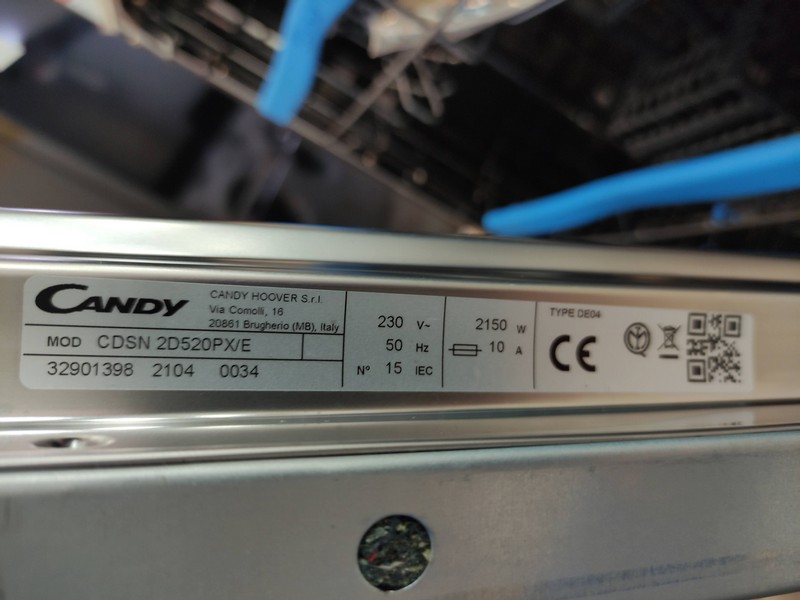 CANDY
CANDY HOOVER S.r.l.
Via Comolli, 16
20861 Brugherio (MB), Italy
MOD CDSN 2D520PX/E
32901398 2104 0034
230 V~
50 Hz
Nº 15 IEC
2150 W
10 A
TYPE DE04
CE